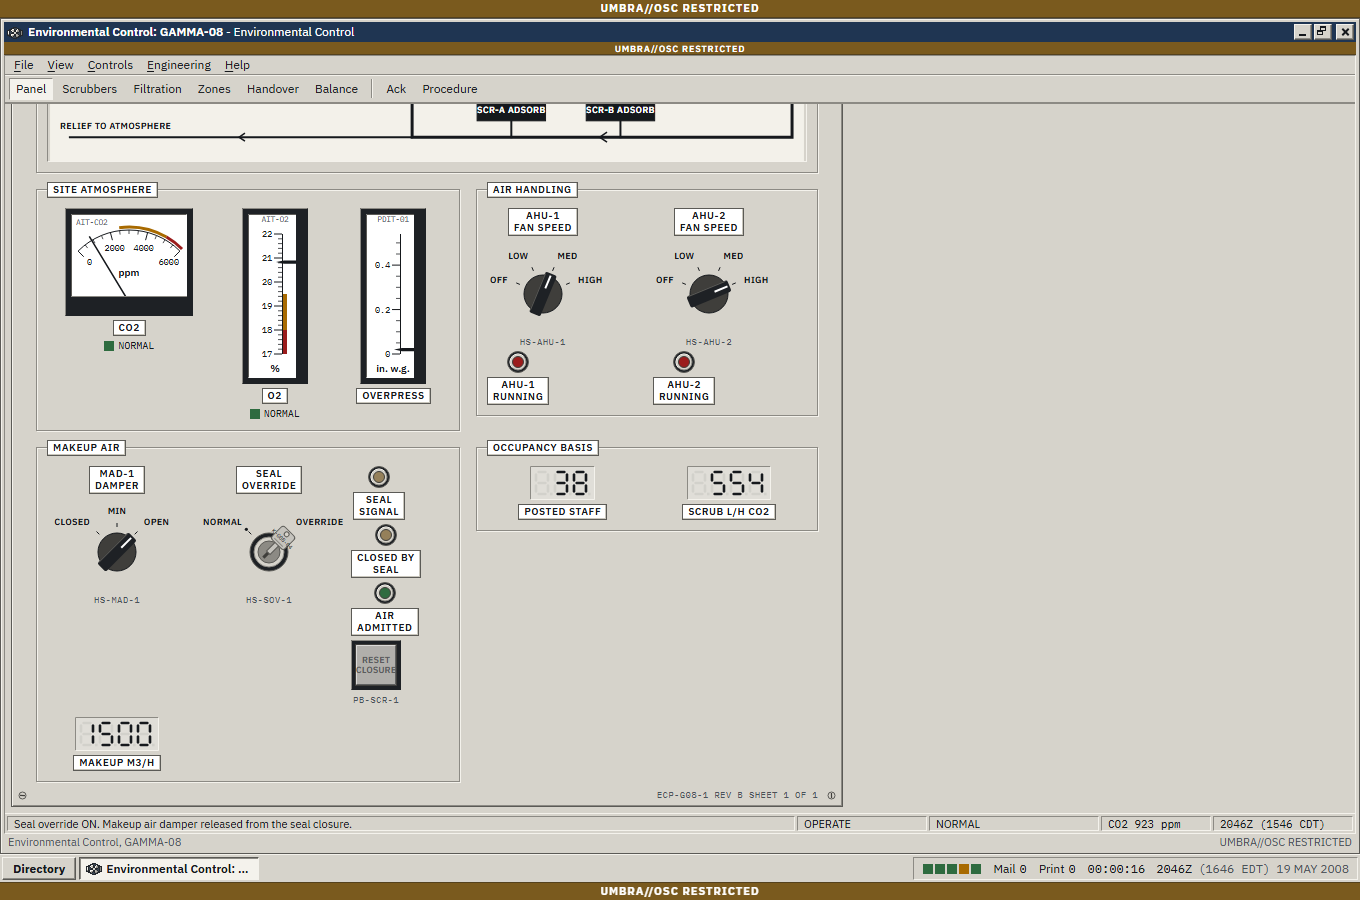 UMBRA//OSC RESTRICTED
Environmental Control: GAMMA-08 - Environmental Control
UMBRA//OSC RESTRICTED
File View Controls Engineering Help
Panel Scrubbers Filtration Zones Handover Balance Ack Procedure
SCR-A ADSORB SCR-B ADSORB
RELIEF TO ATMOSPHERE
SITE ATMOSPHERE
AIT-CO2
0 2000 4000 6000
ppm
CO2
NORMAL
AIT-O2
22
21
20
19
18
17
%
O2
NORMAL
PDIT-01
0.4
0.2
0
in. w.g.
OVERPRESS
AIR HANDLING
AHU-1
FAN SPEED
OFF LOW MED HIGH
HS-AHU-1
AHU-1
RUNNING
AHU-2
FAN SPEED
OFF LOW MED HIGH
HS-AHU-2
AHU-2
RUNNING
MAKEUP AIR
MAD-1
DAMPER
CLOSED MIN OPEN
HS-MAD-1
SEAL
OVERRIDE
NORMAL OVERRIDE
HS-SOV-1
SEAL
SIGNAL
CLOSED BY
SEAL
AIR
ADMITTED
RESET
CLOSURE
PB-SCR-1
1500
MAKEUP M3/H
OCCUPANCY BASIS
38
POSTED STAFF
554
SCRUB L/H CO2
ECP-G08-1 REV B SHEET 1 OF 1
Seal override ON. Makeup air damper released from the seal closure. OPERATE NORMAL CO2 923 ppm 2046Z (1546 CDT)
Environmental Control, GAMMA-08 UMBRA//OSC RESTRICTED
Directory Environmental Control: ... Mail 0 Print 0 00:00:16 2046Z (1646 EDT) 19 MAY 2008
UMBRA//OSC RESTRICTED